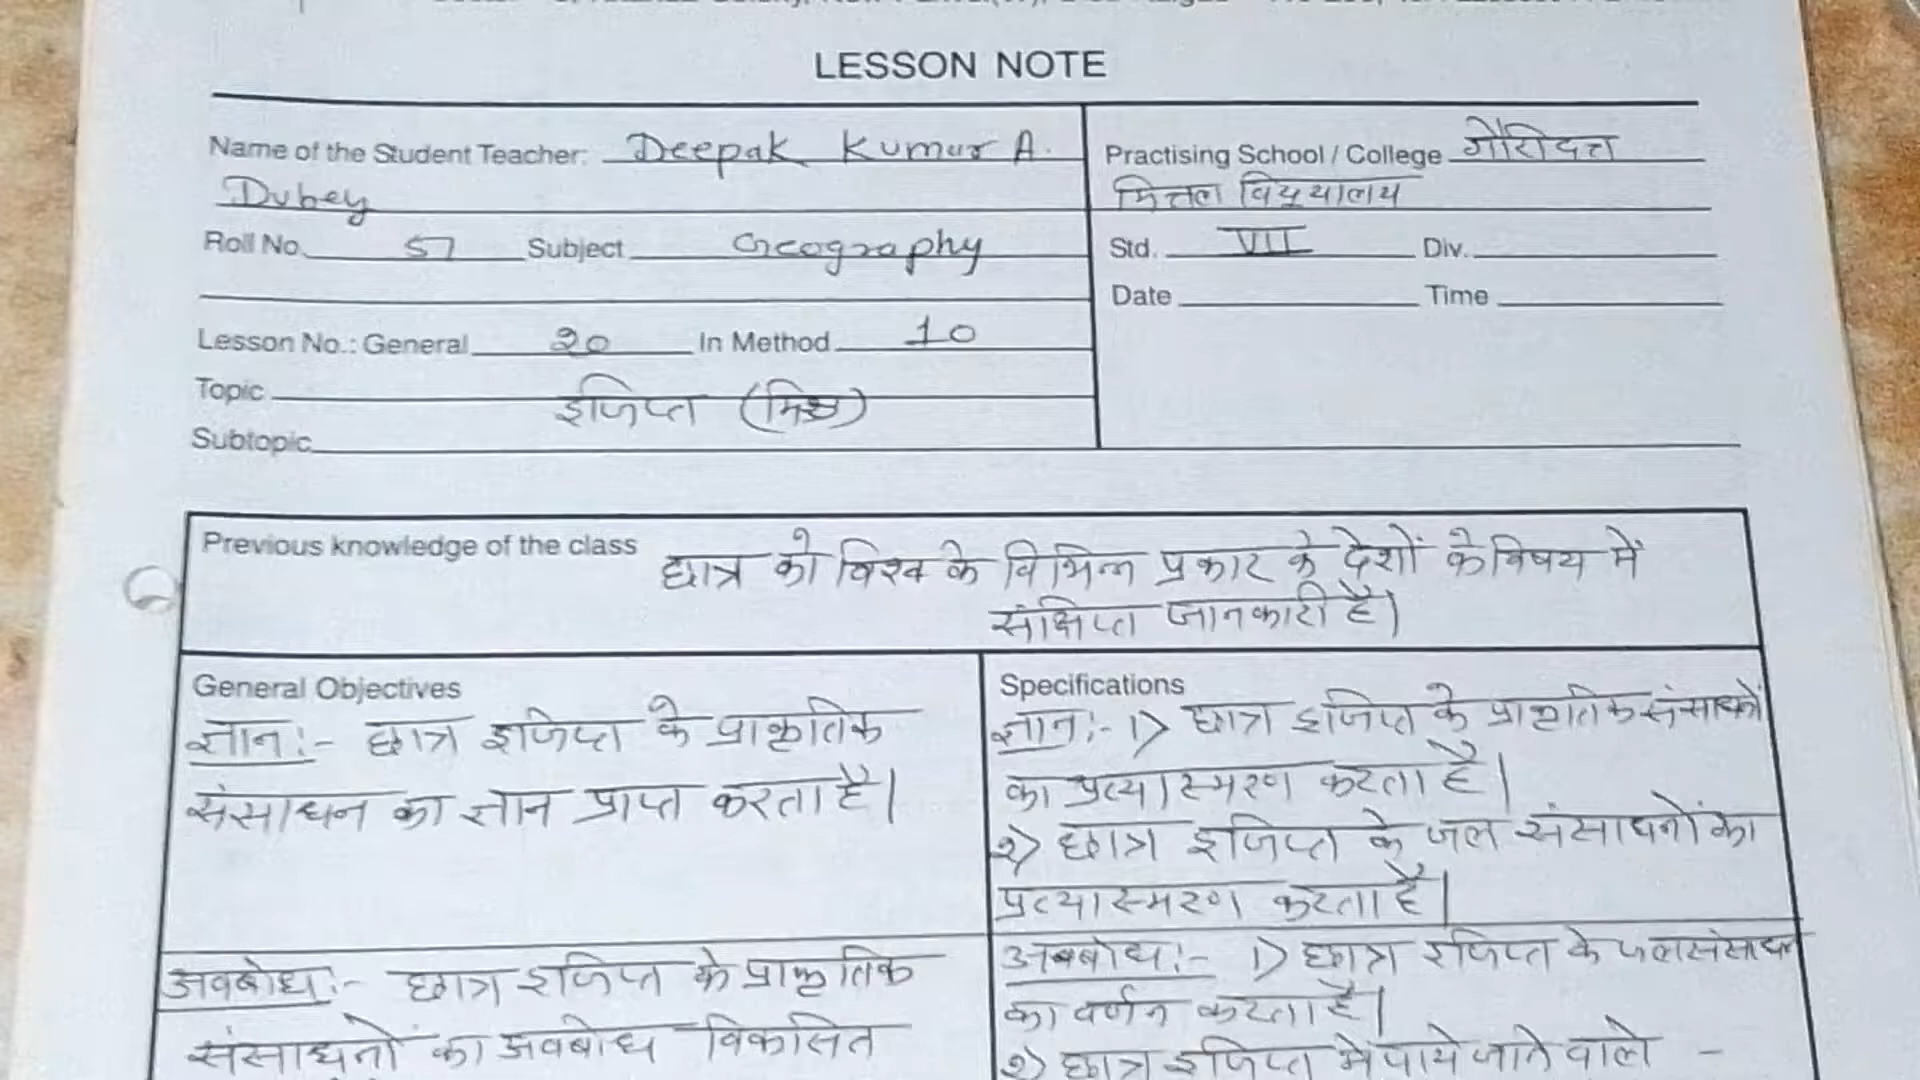 LESSON NOTE
Name of the Student Teacher: Deepak Kumar A.
Dubey
Practising School / College गौरीदत्त
मित्तल विद्यालय
Roll No. 57 Subject Geography
Std. VII Div.
Date Time
Lesson No.: General 20 In Method 10
Topic इजिप्त (मिस्र)
Subtopic
Previous knowledge of the class छात्र को विश्व के विभिन्न प्रकार के देशों के विषय में
संक्षिप्त जानकारी है।
General Objectives
ज्ञान:- छात्र इजिप्त के प्राकृतिक
संसाधन का ज्ञान प्राप्त करता है।
Specifications
ज्ञान:- 1) छात्र इजिप्त के प्राकृतिक संसाधनों
का प्रत्यास्मरण करता है।
२) छात्र इजिप्त के जल संसाधनों का
प्रत्यास्मरण करता है।
अवबोध:- छात्र इजिप्त के प्राकृतिक
संसाधनों का अवबोध विकसित
अवबोध:- 1) छात्र इजिप्त के जलसंसाधन
का वर्णन करता है।
२) छात्र इजिप्त मे पाये जाने वाले -